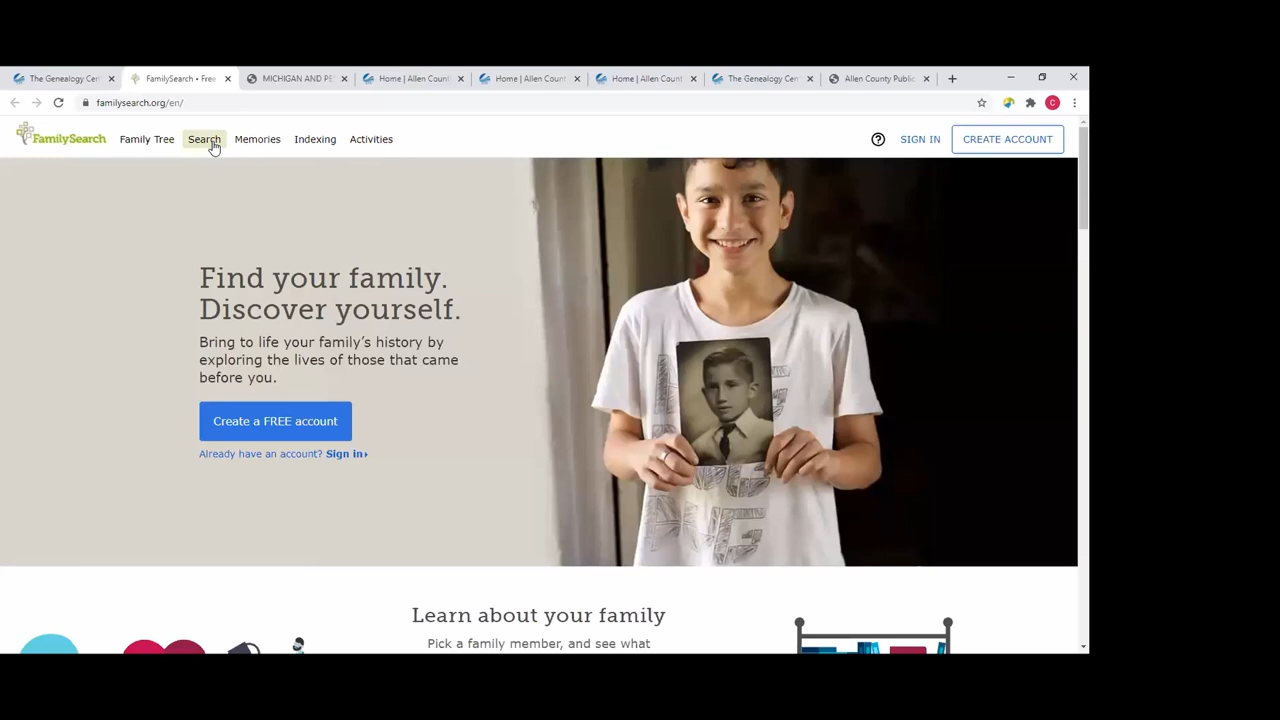 The Genealogy Cen
FamilySearch • Free
MICHIGAN AND PE
Home | Allen Count
Home | Allen Count
Home | Allen Count
The Genealogy Cen
Allen County Public
familysearch.org/en/
C
FamilySearch
Family Tree
Search
Memories
Indexing
Activities
SIGN IN
CREATE ACCOUNT
Find your family.
Discover yourself.
Bring to life your family's history by
exploring the lives of those that came
before you.
Create a FREE account
Already have an account? Sign in
Learn about your family
Pick a family member, and see what